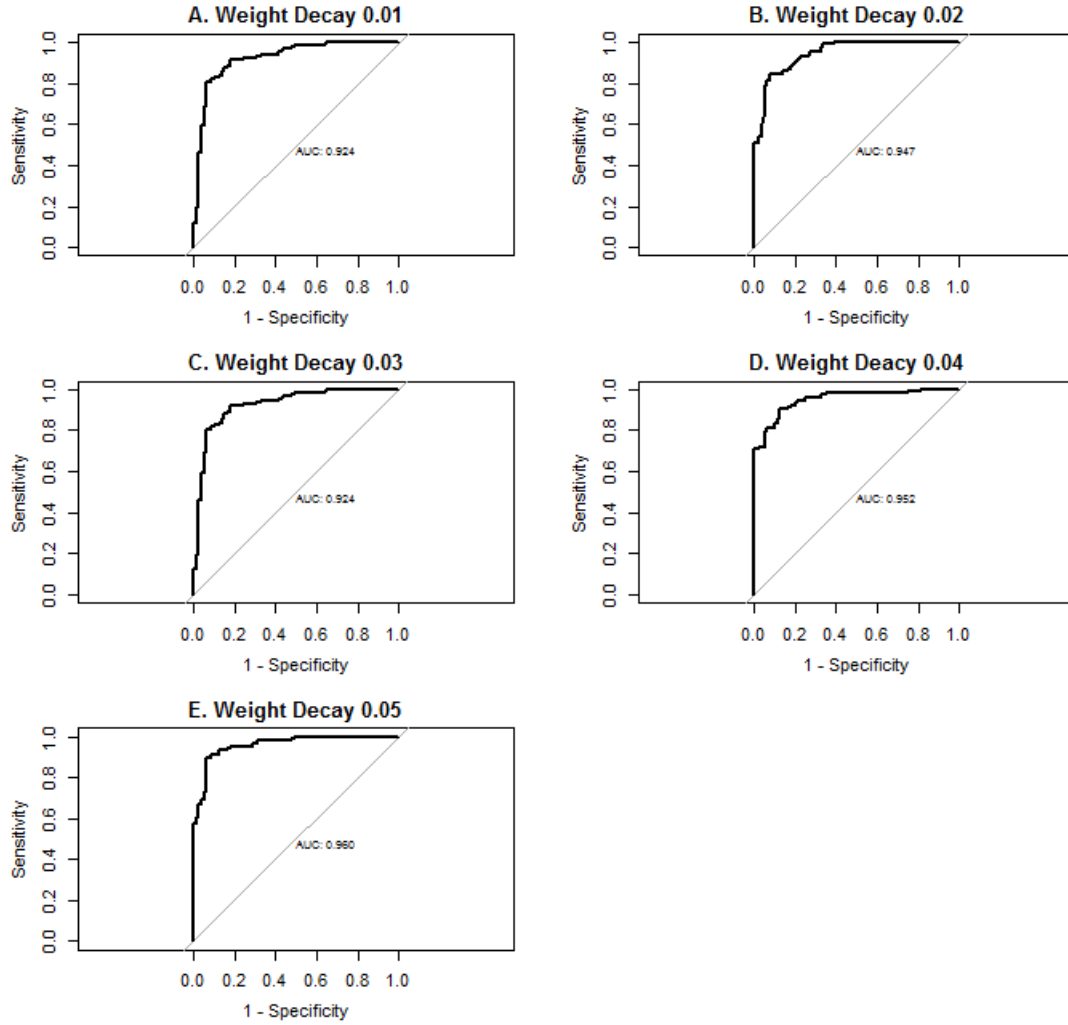 A. Weight Decay 0.01
Sensitivity
0.0 0.2 0.4 0.6 0.8 1.0
AUC: 0.924
0.0 0.2 0.4 0.6 0.8 1.0
1 - Specificity
B. Weight Decay 0.02
Sensitivity
0.0 0.2 0.4 0.6 0.8 1.0
AUC: 0.947
0.0 0.2 0.4 0.6 0.8 1.0
1 - Specificity
C. Weight Decay 0.03
Sensitivity
0.0 0.2 0.4 0.6 0.8 1.0
AUC: 0.924
0.0 0.2 0.4 0.6 0.8 1.0
1 - Specificity
D. Weight Deacy 0.04
Sensitivity
0.0 0.2 0.4 0.6 0.8 1.0
AUC: 0.952
0.0 0.2 0.4 0.6 0.8 1.0
1 - Specificity
E. Weight Decay 0.05
Sensitivity
0.0 0.2 0.4 0.6 0.8 1.0
AUC: 0.960
0.0 0.2 0.4 0.6 0.8 1.0
1 - Specificity